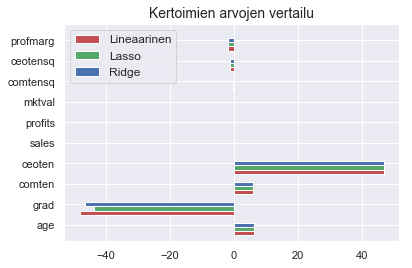 Kertoimien arvojen vertailu
profmarg
ceotensq
comtensq
mktval
profits
sales
ceoten
comten
grad
age
Lineaarinen
Lasso
Ridge
−40
−20
0
20
40